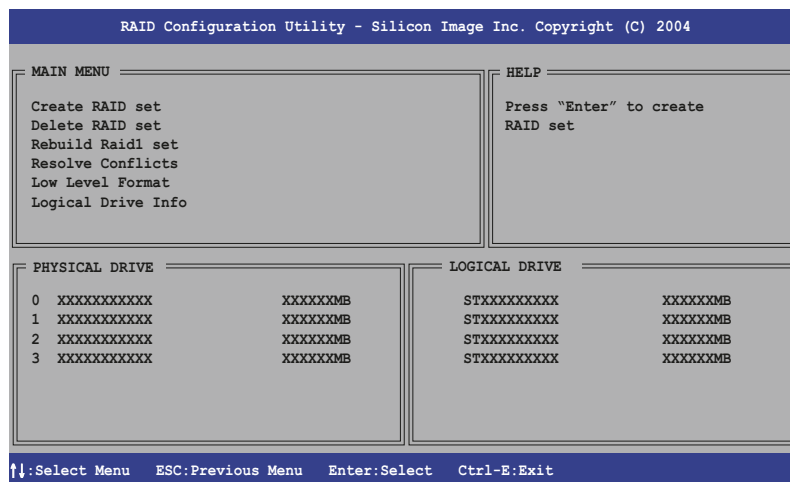 RAID Configuration Utility - Silicon Image Inc. Copyright (C) 2004
MAIN MENU
Create RAID set
Delete RAID set
Rebuild Raid1 set
Resolve Conflicts
Low Level Format
Logical Drive Info
HELP
Press “Enter” to create
RAID set
PHYSICAL DRIVE
0 XXXXXXXXXXX XXXXXXMB
1 XXXXXXXXXXX XXXXXXMB
2 XXXXXXXXXXX XXXXXXMB
3 XXXXXXXXXXX XXXXXXMB
LOGICAL DRIVE
STXXXXXXXXX XXXXXXMB
STXXXXXXXXX XXXXXXMB
STXXXXXXXXX XXXXXXMB
STXXXXXXXXX XXXXXXMB
↑↓:Select Menu ESC:Previous Menu Enter:Select Ctrl-E:Exit